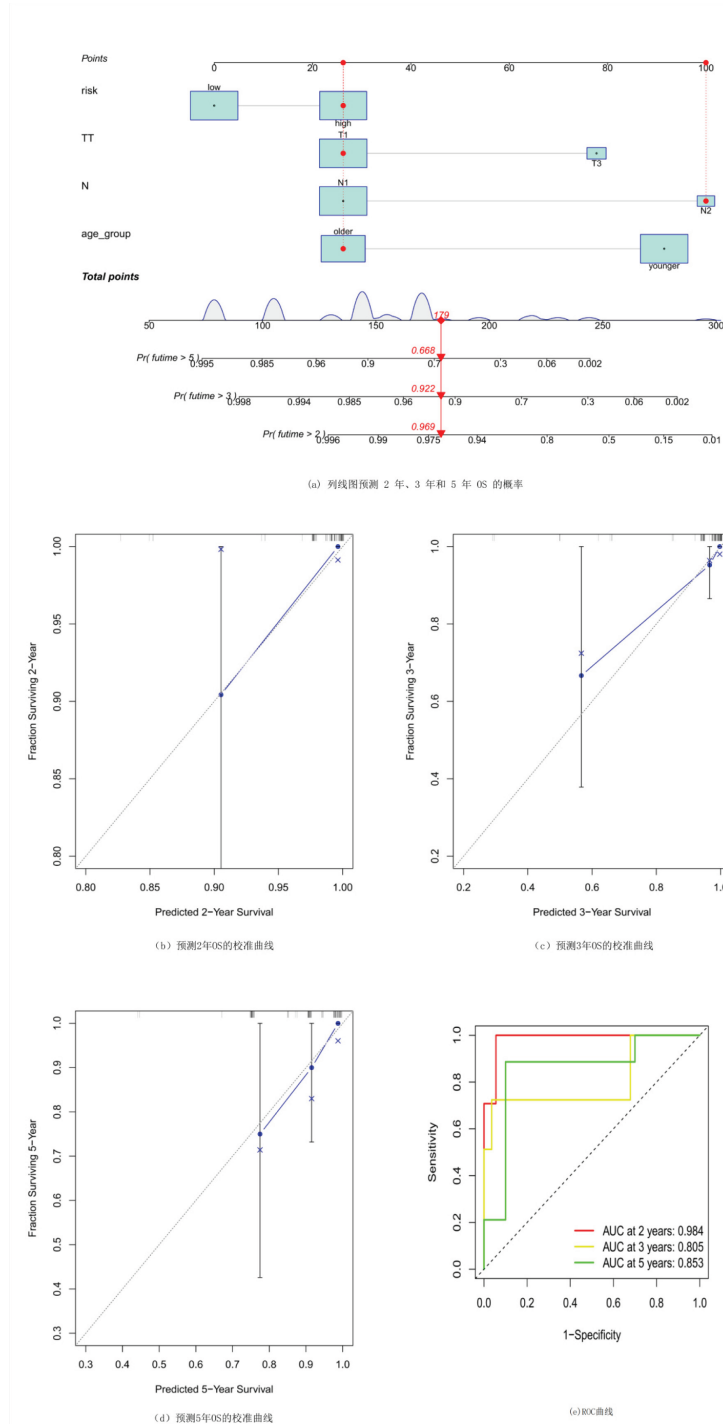 Points
0 20 40 60 80 100
risk
low
high
TT
T1
T3
N
N1
N2
age_group
older
younger
Total points
179
50 100 150 200 250 300
0.668
Pr( futime > 5)
0.995 0.985 0.96 0.9 0.7 0.3 0.06 0.002
0.922
Pr( futime > 3)
0.998 0.994 0.985 0.96 0.9 0.7 0.3 0.06 0.002
0.969
Pr( futime > 2)
0.996 0.99 0.975 0.94 0.8 0.5 0.15 0.01
(a) 列线图预测 2 年、3 年和 5 年 OS 的概率
Fraction Surviving 2-Year
1.00
0.95
0.90
0.85
0.80
0.80 0.85 0.90 0.95 1.00
Predicted 2-Year Survival
(b) 预测2年OS的校准曲线
Fraction Surviving 3-Year
1.0
0.8
0.6
0.4
0.2
0.2 0.4 0.6 0.8 1.0
Predicted 3-Year Survival
(c) 预测3年OS的校准曲线
Fraction Surviving 5-Year
1.0
0.9
0.8
0.7
0.6
0.5
0.4
0.3
0.3 0.4 0.5 0.6 0.7 0.8 0.9 1.0
Predicted 5-Year Survival
(d) 预测5年OS的校准曲线
Sensitivity
1.0
0.8
0.6
0.4
0.2
0.0
AUC at 2 years: 0.984
AUC at 3 years: 0.805
AUC at 5 years: 0.853
0.0 0.2 0.4 0.6 0.8 1.0
1-Specificity
(e)ROC曲线